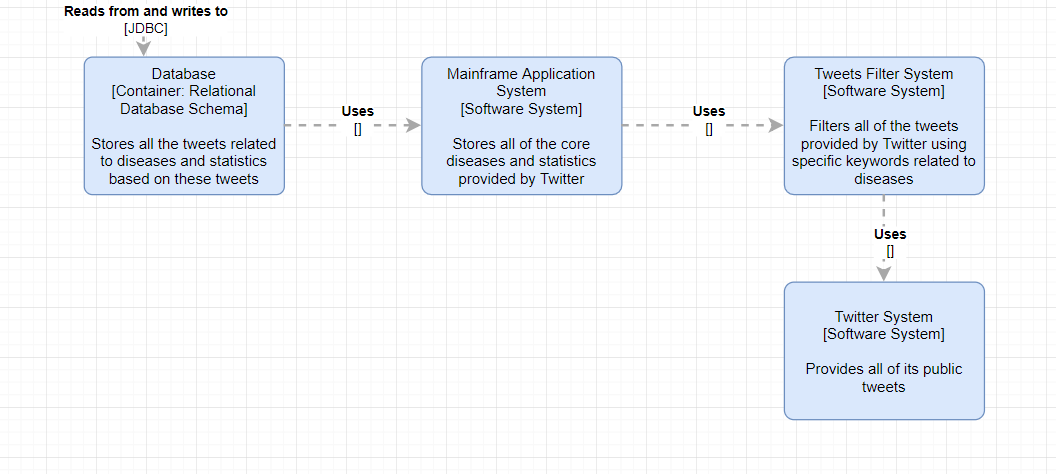 Reads from and writes to
[JDBC]
Database
[Container: Relational
Database Schema]
Stores all the tweets related
to diseases and statistics
based on these tweets
Uses
[]
Mainframe Application
System
[Software System]
Stores all of the core
diseases and statistics
provided by Twitter
Uses
[]
Tweets Filter System
[Software System]
Filters all of the tweets
provided by Twitter using
specific keywords related to
diseases
Uses
[]
Twitter System
[Software System]
Provides all of its public
tweets